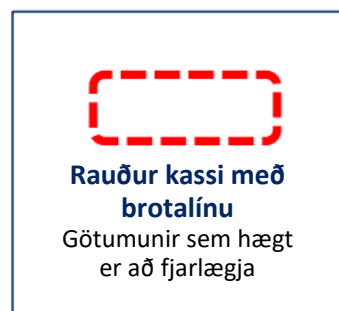 Rauður kassi með
brotalínu
Götumunir sem hægt
er að fjarlægja